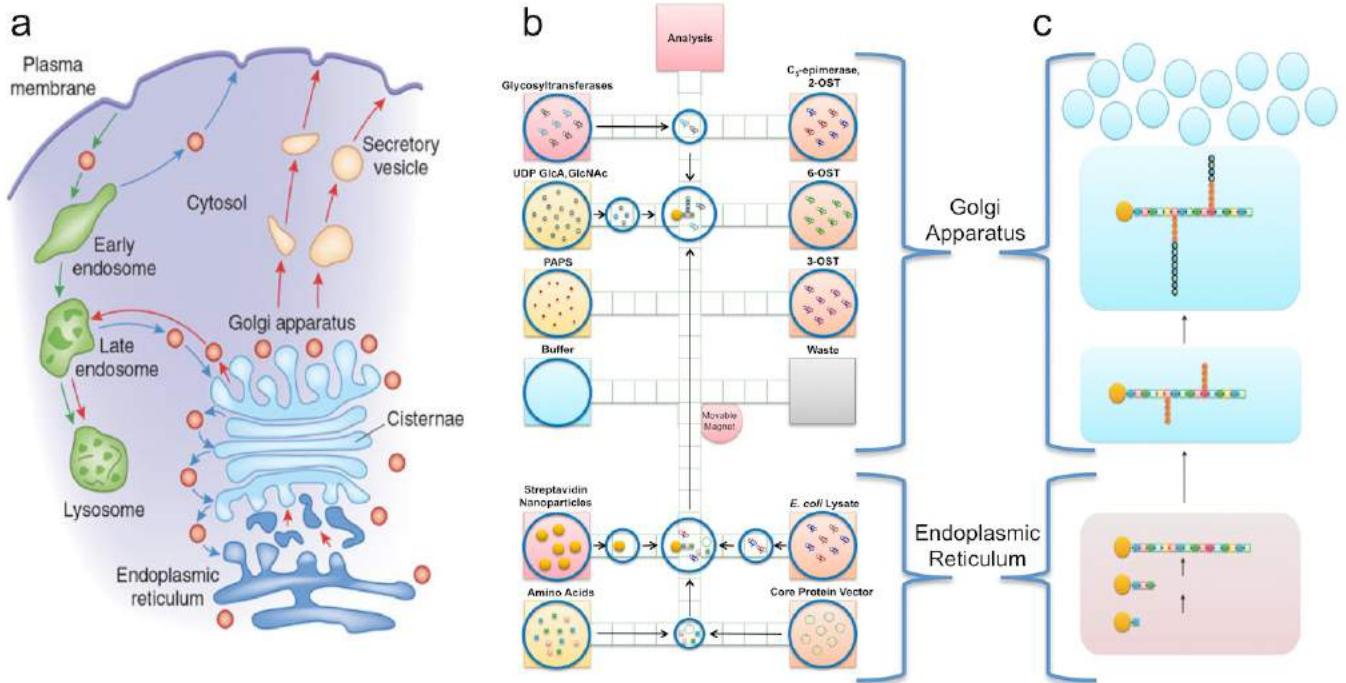 a
Plasma
membrane
Secretory
vesicle
Cytosol
Early
endosome
Golgi apparatus
Late
endosome
Cisternae
Lysosome
Endoplasmic
reticulum
b
Analysis
Glycosyltransferases
C5-epimerase,
2-OST
UDP GlcA,GlcNAc
6-OST
PAPS
3-OST
Buffer
Waste
Movable
Magnet
Streptavidin
Nanoparticles
E. coli Lysate
Amino Acids
Core Protein Vector
Golgi
Apparatus
Endoplasmic
Reticulum
c